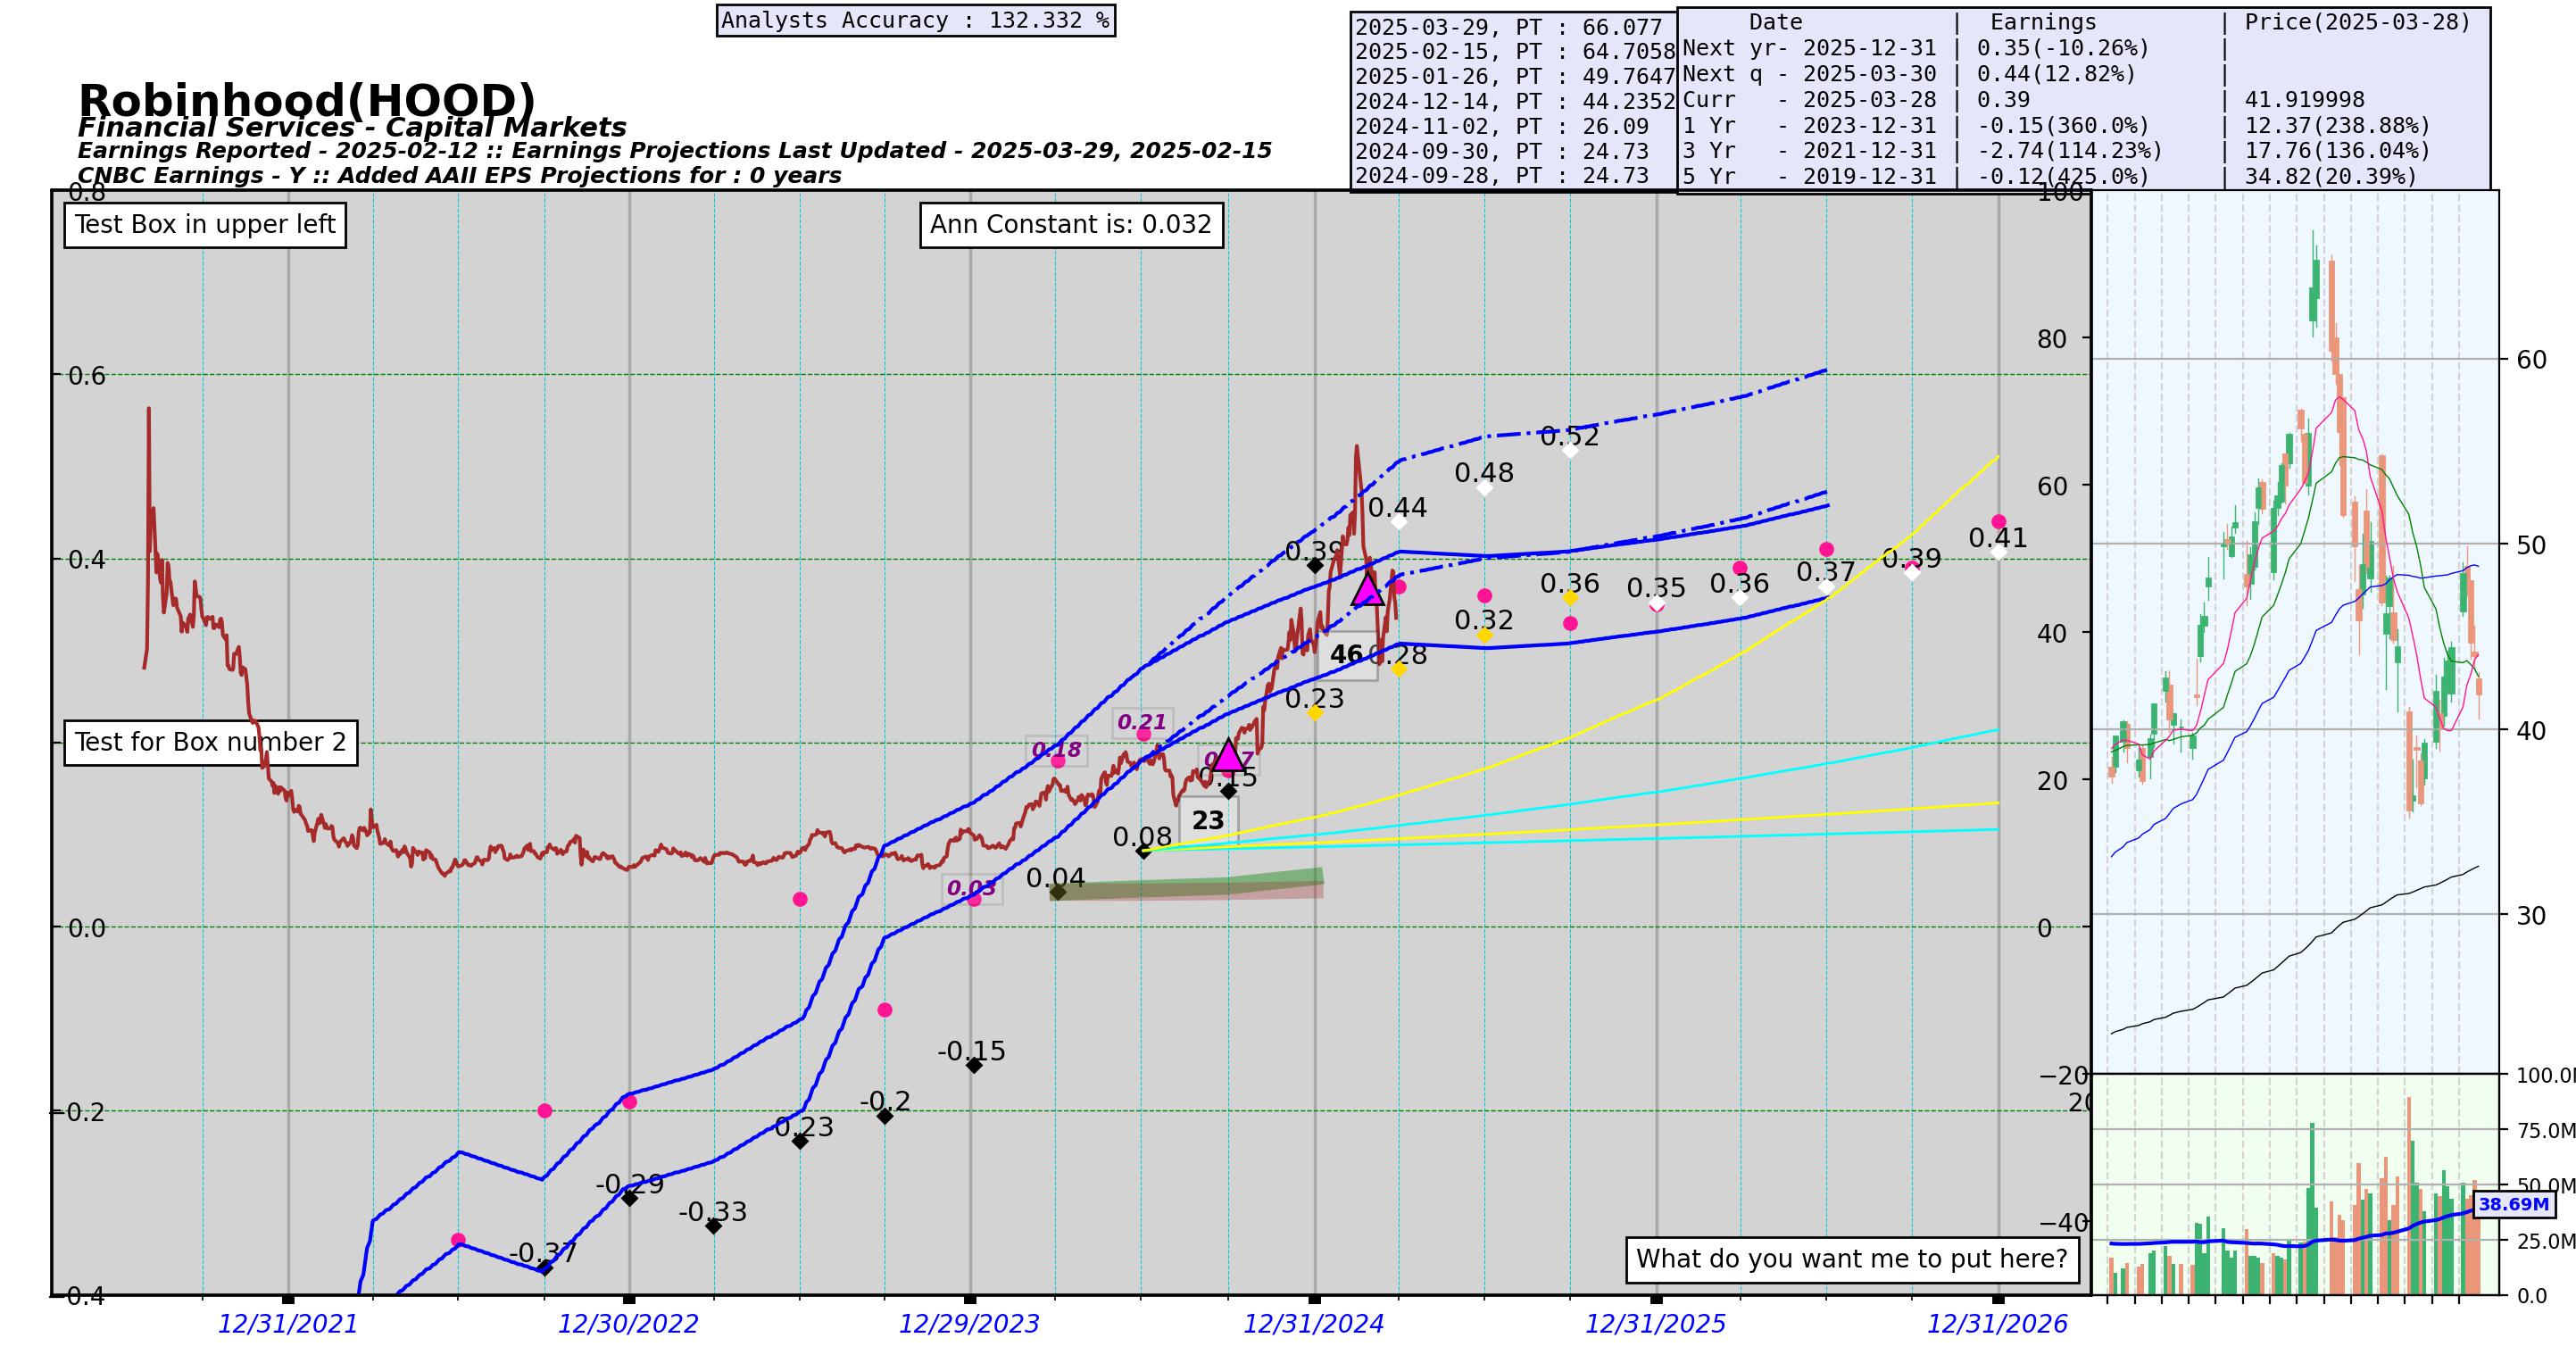 Analysts Accuracy : 132.332 %
2025-03-29, PT : 66.077
2025-02-15, PT : 64.7058
2025-01-26, PT : 49.7647
2024-12-14, PT : 44.2352
2024-11-02, PT : 26.09
2024-09-30, PT : 24.73
2024-09-28, PT : 24.73
Date | Earnings | Price(2025-03-28)
Next yr- 2025-12-31 | 0.35(-10.26%) |
Next q - 2025-03-30 | 0.44(12.82%) |
Curr - 2025-03-28 | 0.39 | 41.919998
1 Yr - 2023-12-31 | -0.15(360.0%) | 12.37(238.88%)
3 Yr - 2021-12-31 | -2.74(114.23%) | 17.76(136.04%)
5 Yr - 2019-12-31 | -0.12(425.0%) | 34.82(20.39%)
Robinhood(HOOD)
Financial Services - Capital Markets
Earnings Reported - 2025-02-12 :: Earnings Projections Last Updated - 2025-03-29, 2025-02-15
CNBC Earnings - Y :: Added AAII EPS Projections for : 0 years
Test Box in upper left
Ann Constant is: 0.032
Test for Box number 2
What do you want me to put here?
0.8
0.6
0.4
0.0
-0.2
-0.4
100
80
60
40
20
0
−20
−40
60
50
40
30
100.0M
75.0M
50.0M
25.0M
0.0
38.69M
0.52
0.48
0.44
0.39
0.36
0.35
0.36
0.37
0.39
0.41
0.32
0.28
46
0.23
0.21
0.18
0.15
23
0.08
0.04
0.03
-0.15
-0.2
-0.29
-0.33
-0.37
12/31/2021
12/30/2022
12/29/2023
12/31/2024
12/31/2025
12/31/2026